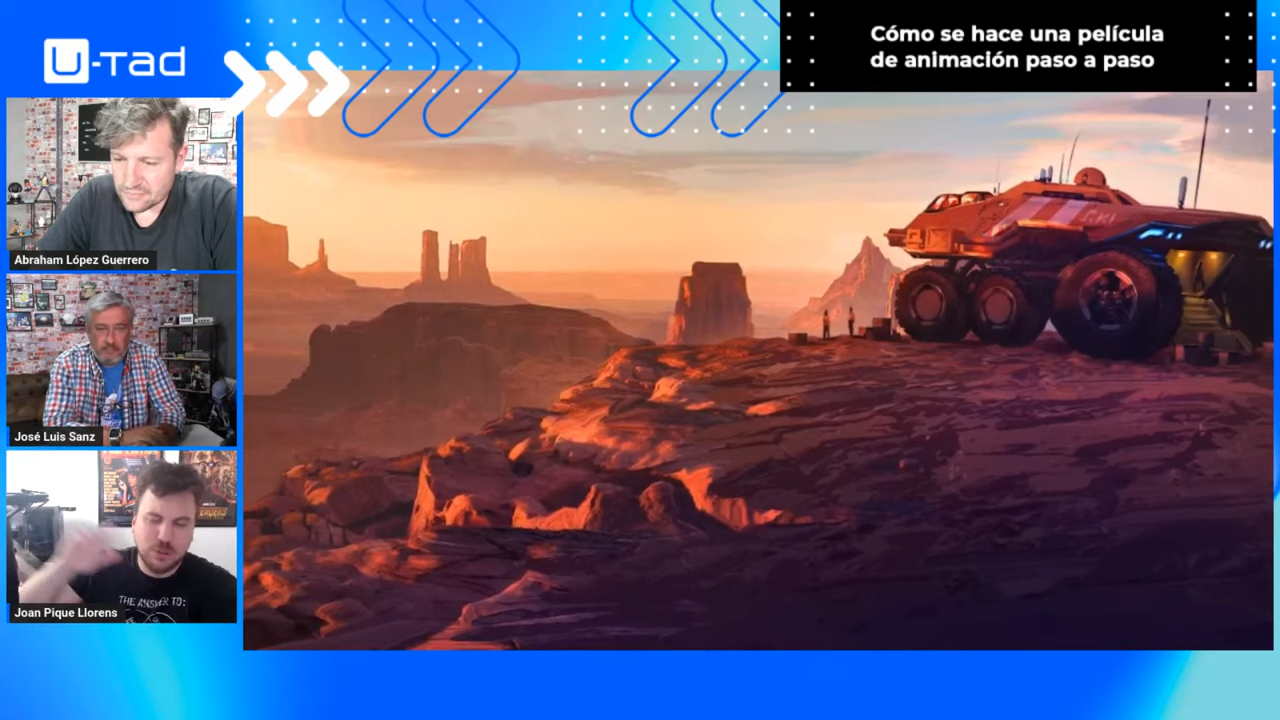 U-TAD
Cómo se hace una película
de animación paso a paso
Abraham López Guerrero
José Luis Sanz
Joan Pique Llorens
THE ANSWER TO: